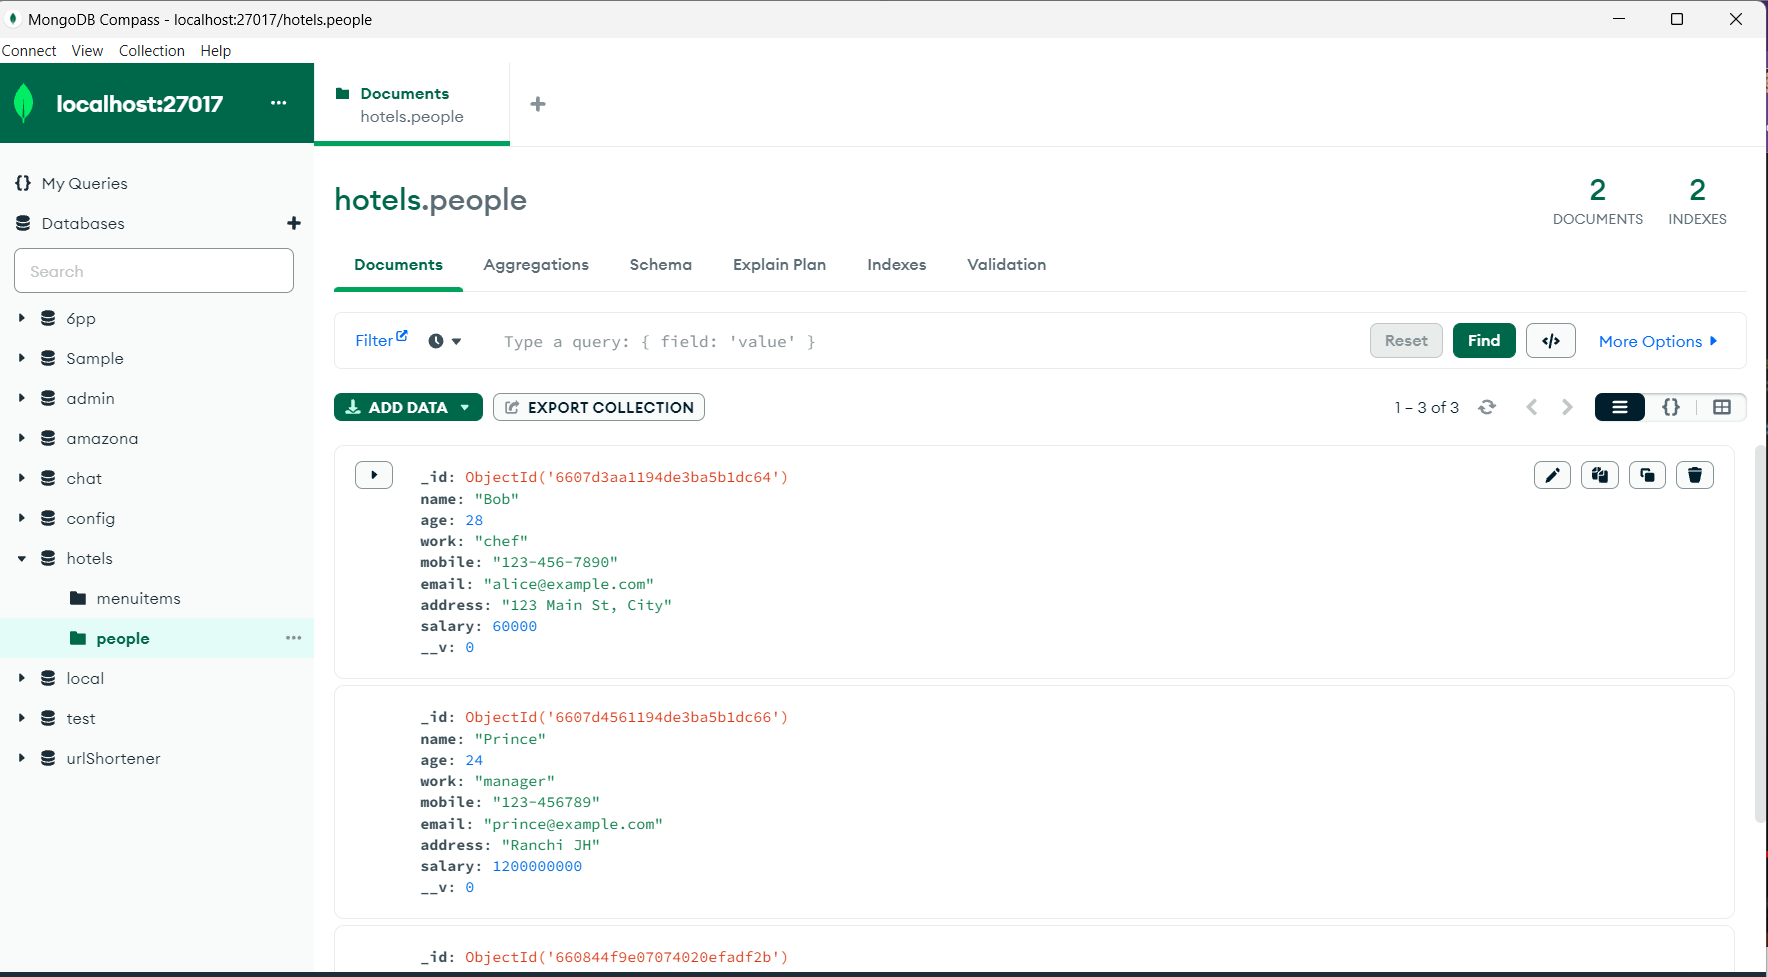 MongoDB Compass - localhost:27017/hotels.people
Connect View Collection Help
localhost:27017 ...
Documents
hotels.people
{} My Queries
Databases
Search
6pp
Sample
admin
amazona
chat
config
hotels
menuitems
people ...
local
test
urlShortener
hotels.people
2
DOCUMENTS
2
INDEXES
Documents Aggregations Schema Explain Plan Indexes Validation
Filter Type a query: { field: 'value' } Reset Find </> More Options
ADD DATA EXPORT COLLECTION 1 – 3 of 3 {}
_id: ObjectId('6607d3aa1194de3ba5b1dc64')
name: "Bob"
age: 28
work: "chef"
mobile: "123-456-7890"
email: "alice@example.com"
address: "123 Main St, City"
salary: 60000
__v: 0
_id: ObjectId('6607d4561194de3ba5b1dc66')
name: "Prince"
age: 24
work: "manager"
mobile: "123-456789"
email: "prince@example.com"
address: "Ranchi JH"
salary: 1200000000
__v: 0
_id: ObjectId('660844f9e07074020efadf2b')